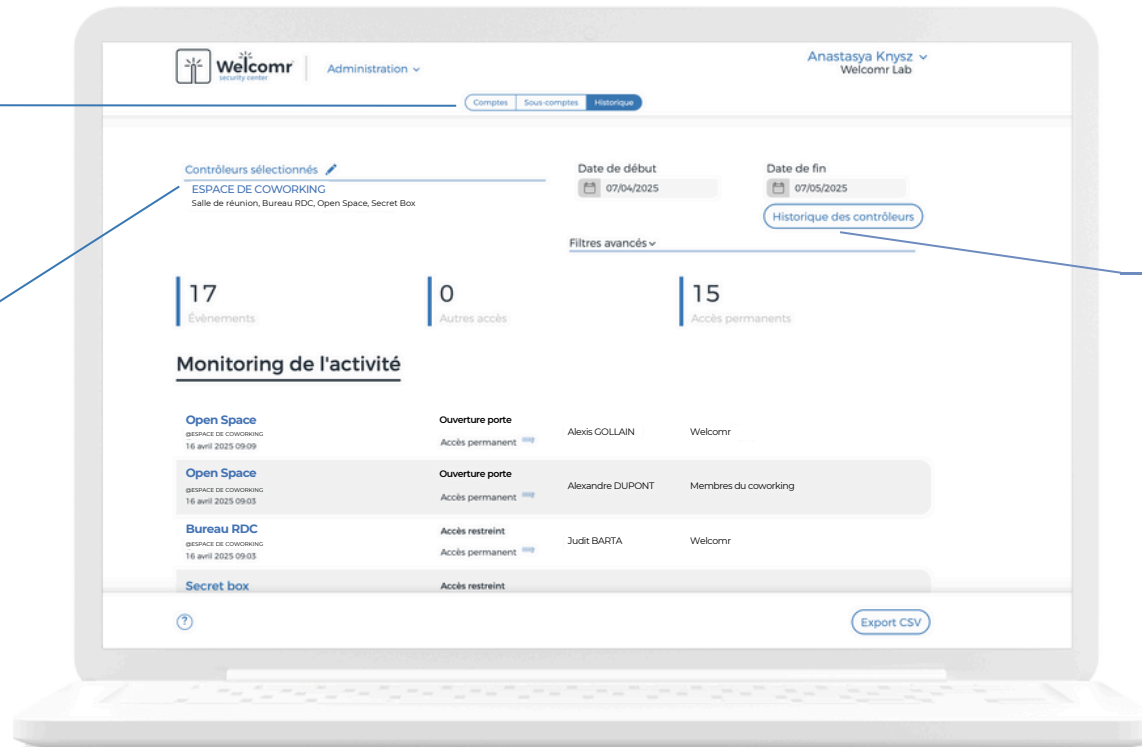 Welcomr
security center
Administration
Anastasya Knysz
Welcomr Lab
Comptes
Sous-comptes
Historique
Contrôleurs sélectionnés
ESPACE DE COWORKING
Salle de réunion, Bureau RDC, Open Space, Secret Box
Date de début
07/04/2025
Date de fin
07/05/2025
Historique des contrôleurs
Filtres avancés
17
Évènements
0
Autres accès
15
Accès permanents
Monitoring de l'activité
Open Space
@ESPACE DE COWORKING
16 avril 2025 09:09
Ouverture porte
Accès permanent
Alexis GOLLAIN
Welcomr
Open Space
@ESPACE DE COWORKING
16 avril 2025 09:03
Ouverture porte
Accès permanent
Alexandre DUPONT
Membres du coworking
Bureau RDC
@ESPACE DE COWORKING
16 avril 2025 09:03
Accès restreint
Accès permanent
Judit BARTA
Welcomr
Secret box
Accès restreint
?
Export CSV